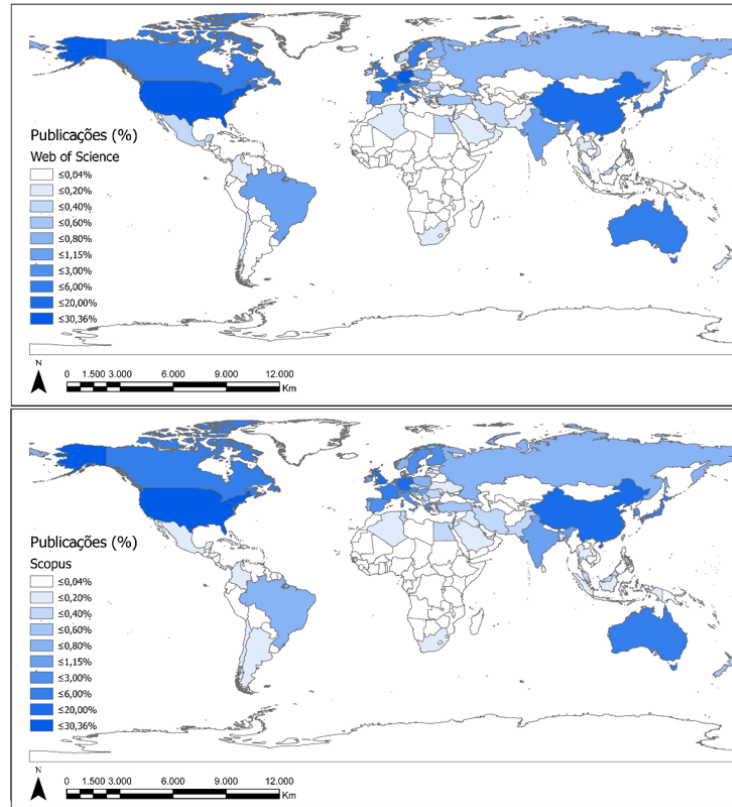 Publicações (%)
Web of Science
≤0,04%
≤0,20%
≤0,40%
≤0,60%
≤0,80%
≤1,15%
≤3,00%
≤6,00%
≤20,00%
≤30,36%
N
0 1.500 3.000 6.000 9.000 12.000
Km
Publicações (%)
Scopus
≤0,04%
≤0,20%
≤0,40%
≤0,60%
≤0,80%
≤1,15%
≤3,00%
≤6,00%
≤20,00%
≤30,36%
N
0 1.500 3.000 6.000 9.000 12.000
Km